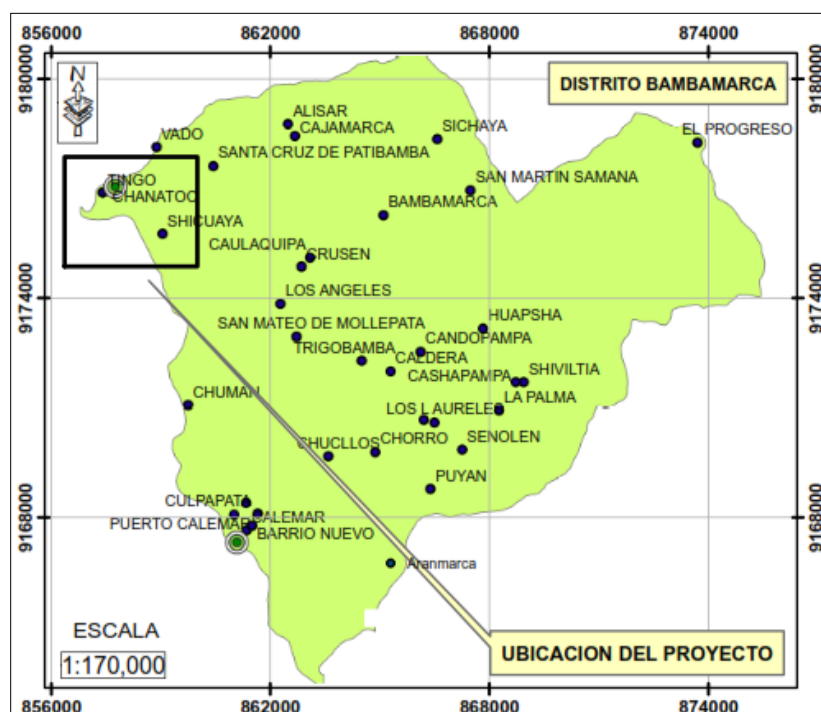 856000 862000 868000 874000
9180000
9180000
N
DISTRITO BAMBAMARCA
ALISAR
CAJAMARCA
SICHAYA
EL PROGRESO
VADO
SANTA CRUZ DE PATIBAMBA
TINGO
CHANATOC
SAN MARTIN SAMANA
BAMBAMARCA
SHICUAYA
CAULAQUIPA
CRUSEN
9174000
9174000
LOS ANGELES
SAN MATEO DE MOLLEPATA
HUAPSHA
TRIGOBAMBA
CANDOPAMPA
CALDERA
CASHAPAMPA
SHIVILTIA
CHUMAN
LA PALMA
LOS LAURELES
CHUCLLOS
CHORRO
SENOLEN
PUYAN
CULPAPATA
9168000
9168000
PUERTO CALEMAR
CALEMAR
BARRIO NUEVO
Aranmarca
ESCALA
1:170,000
UBICACION DEL PROYECTO
856000 862000 868000 874000